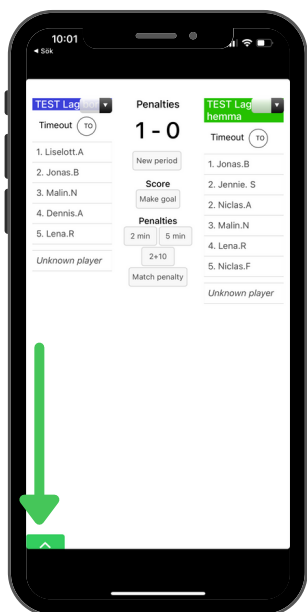 10:01
◄ Sök
TEST Lag
Timeout TO
1. Liselott.A
2. Jonas.B
3. Malin.N
4. Dennis.A
5. Lena.R
Unknown player
Penalties
1 - 0
New period
Score
Make goal
Penalties
2 min 5 min
2+10
Match penalty
TEST Lag
hemma
Timeout TO
1. Jonas.B
2. Jennie. S
2. Niclas.A
3. Malin.N
4. Lena.R
5. Niclas.F
Unknown player